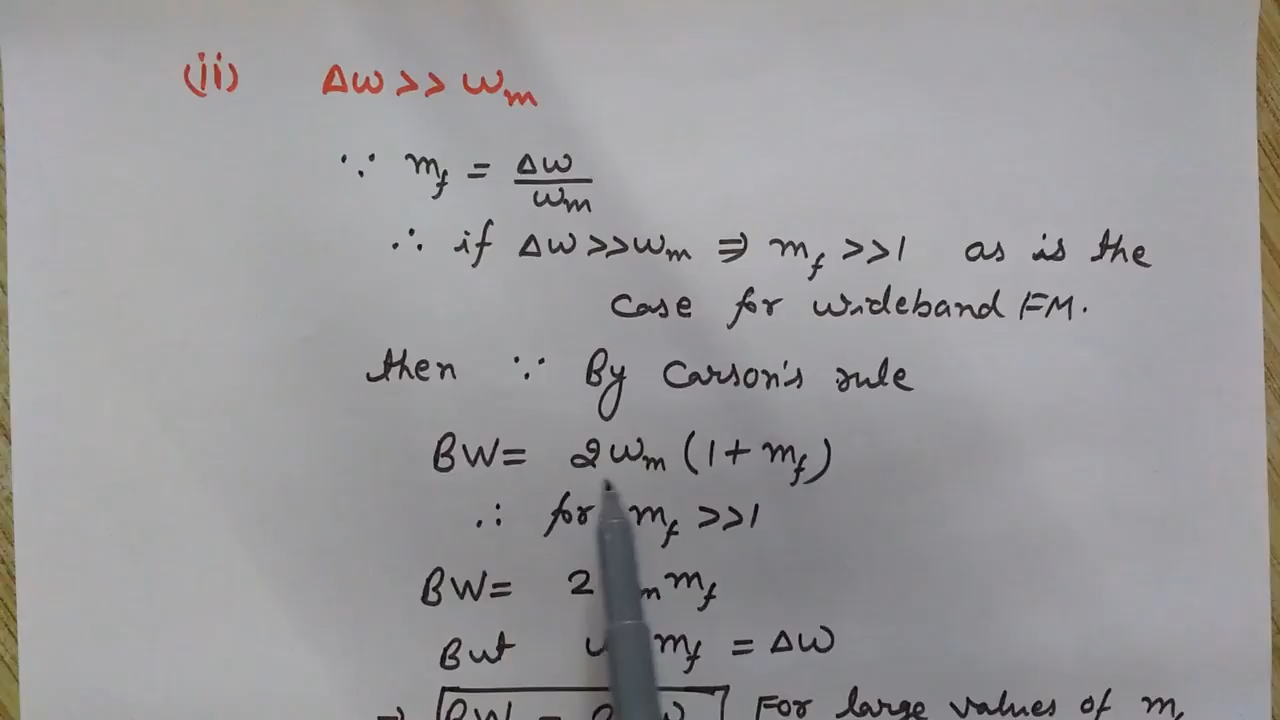 (ii) Δω >> ωm
∵ mf = Δω/ωm
∴ if Δω >> ωm ⇒ mf >> 1 as is the
case for wideband FM.
then ∵ By Carson's rule
BW = 2ωm (1 + mf)
∴ for mf >> 1
BW = 2 mf
But mf = Δω
⇒ BW = For large values of m